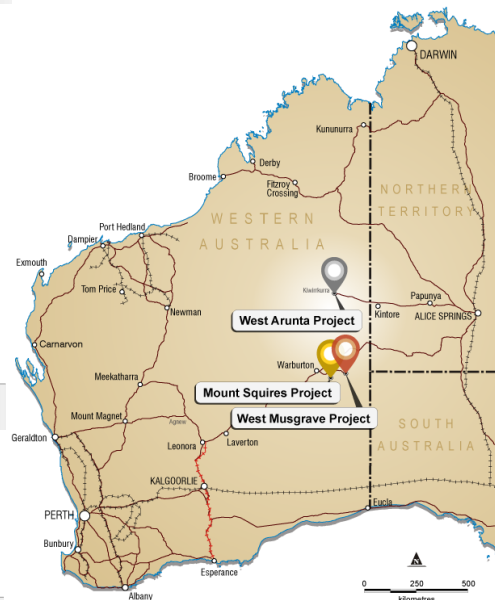 DARWIN
Kununurra
Derby
Broome
Fitzroy
Crossing
NORTHERN
TERRITORY
WESTERN
AUSTRALIA
Port Hedland
Dampier
Exmouth
Tom Price
Newman
Kiwirrkurra
Papunya
Kintore
ALICE SPRINGS
West Arunta Project
Carnarvon
Warburton
Meekatharra
Mount Squires Project
West Musgrave Project
Mount Magnet
Agnew
SOUTH
AUSTRALIA
Geraldton
Leonora
Laverton
KALGOORLIE
Eucla
PERTH
Bunbury
Esperance
Albany
0 250 500
kilometres